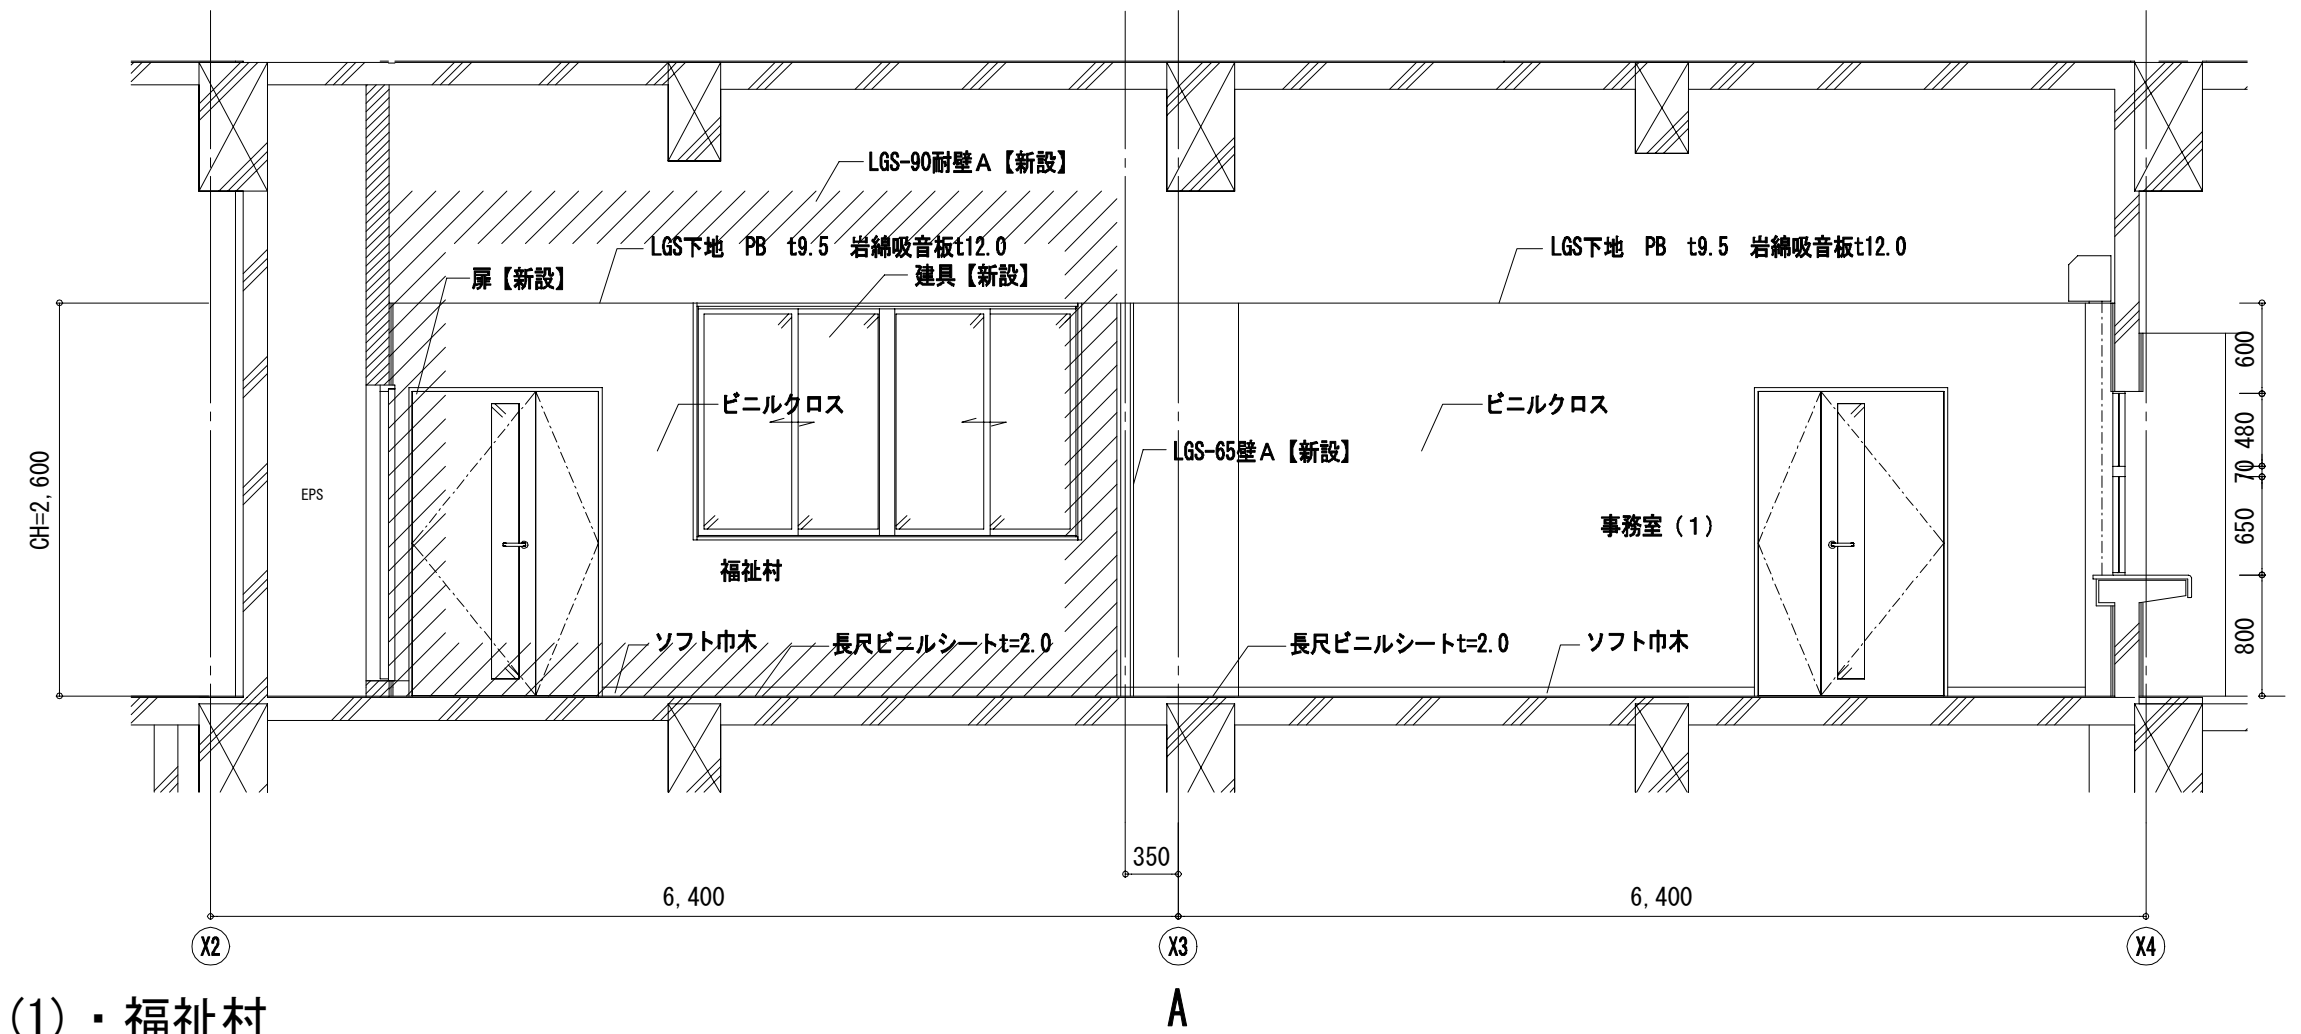 LGS-90耐壁A【新設】
LGS下地 PB t9.5 岩綿吸音板t12.0
LGS下地 PB t9.5 岩綿吸音板t12.0
扉【新設】
建具【新設】
600
ビニルクロス
ビニルクロス
480
LGS-65壁A【新設】
70
CH=2,600
EPS
事務室(1)
650
福祉村
ソフト巾木
長尺ビニルシートt=2.0
長尺ビニルシートt=2.0
ソフト巾木
800
350
6,400
6,400
X2
X3
X4
A
(1)・福祉村